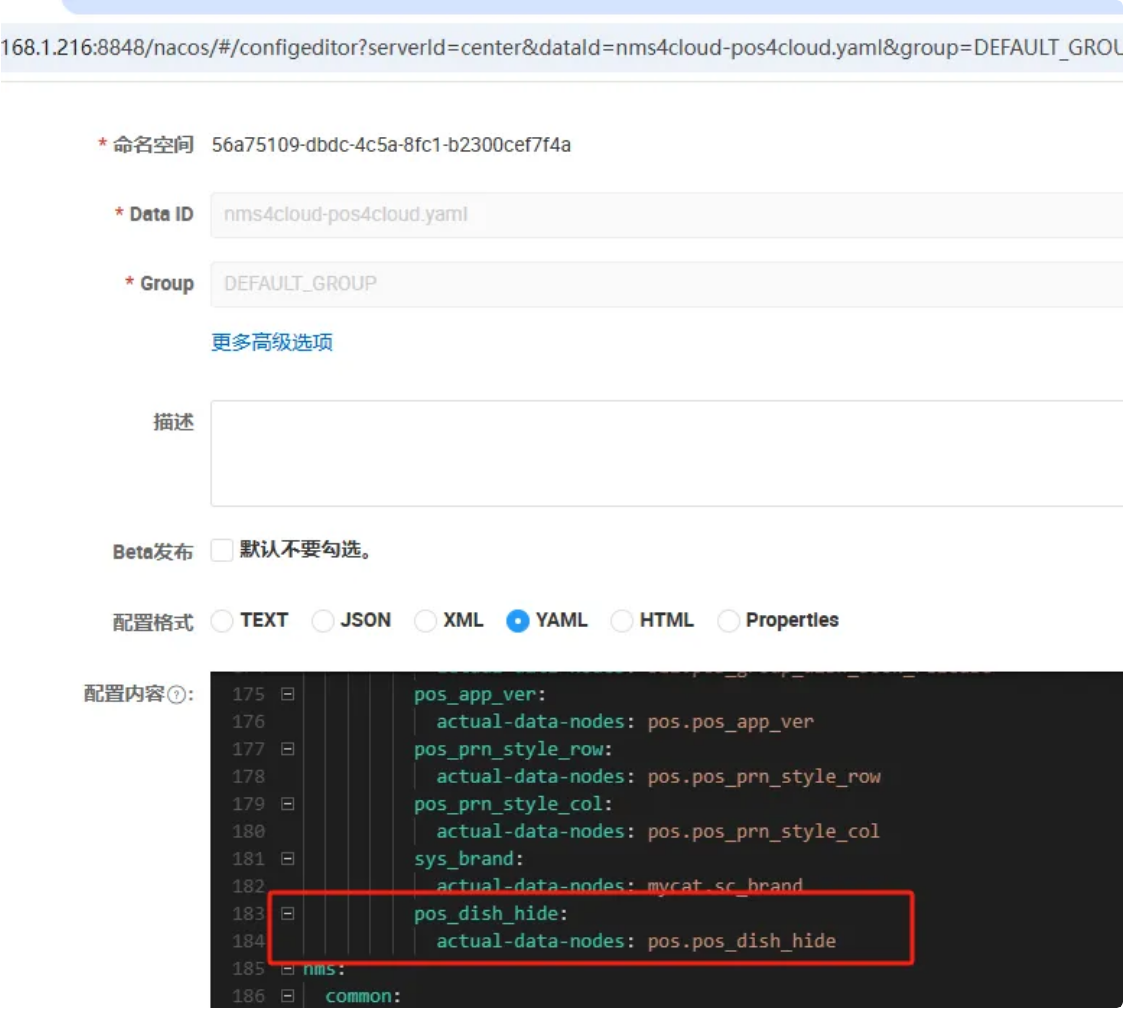 168.1.216:8848/nacos/#/configeditor?serverId=center&dataId=nms4cloud-pos4cloud.yaml&group=DEFAULT_GROU
* 命名空间 56a75109-dbdc-4c5a-8fc1-b2300cef7f4a
* Data ID nms4cloud-pos4cloud.yaml
* Group DEFAULT_GROUP
更多高级选项
描述
Beta发布 默认不要勾选。
配置格式 TEXT JSON XML YAML HTML Properties
配置内容?:
175 pos_app_ver:
176 actual-data-nodes: pos.pos_app_ver
177 pos_prn_style_row:
178 actual-data-nodes: pos.pos_prn_style_row
179 pos_prn_style_col:
180 actual-data-nodes: pos.pos_prn_style_col
181 sys_brand:
182 actual-data-nodes: mycat.sc_brand
183 pos_dish_hide:
184 actual-data-nodes: pos.pos_dish_hide
185 nms:
186 common: